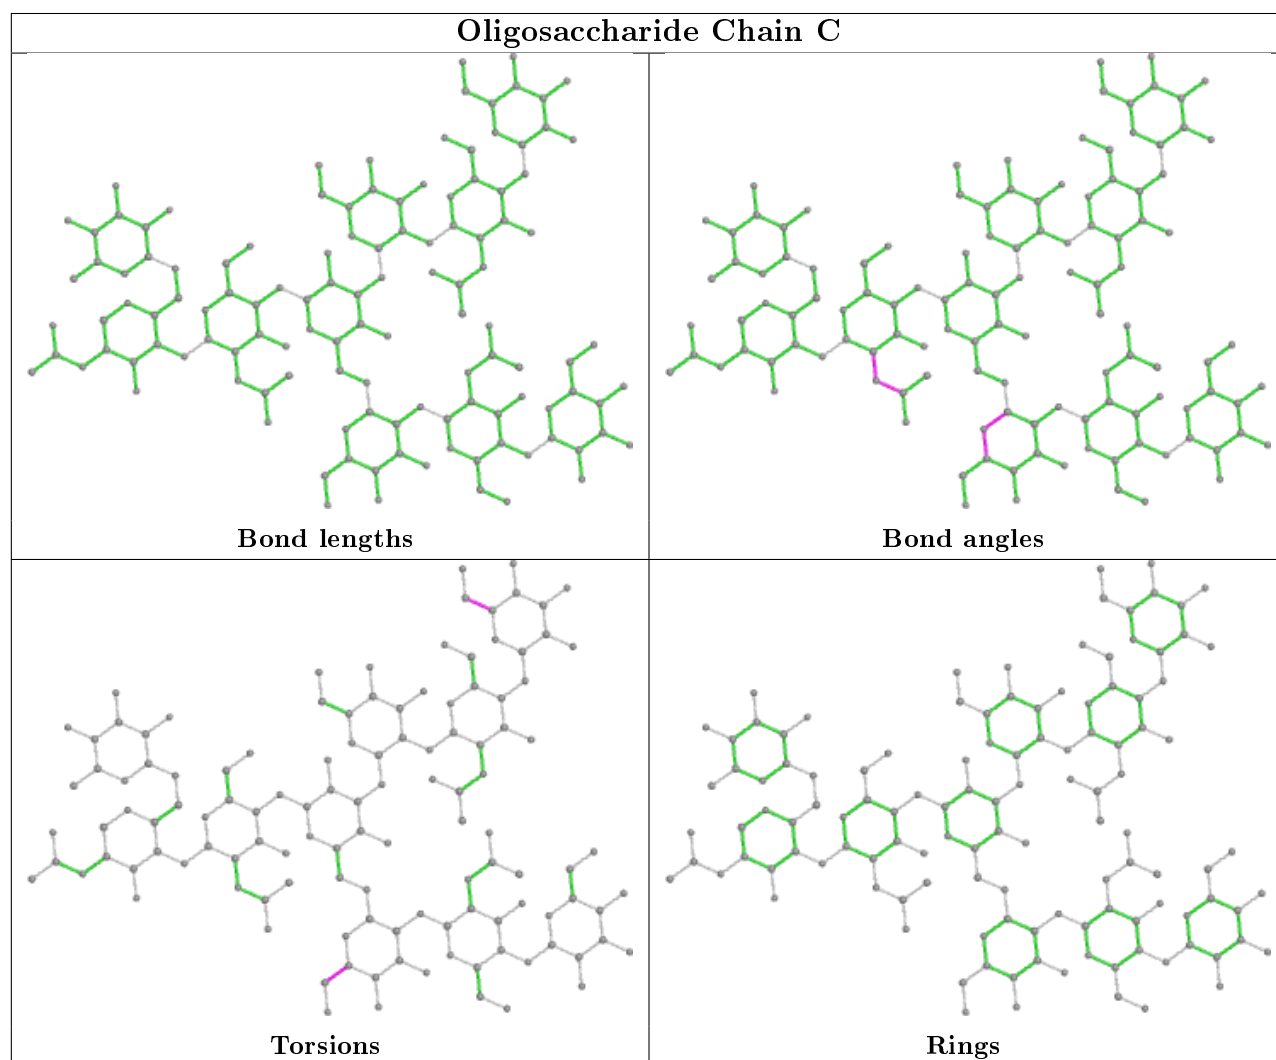 Oligosaccharide Chain C
Bond lengths
Bond angles
Torsions
Rings